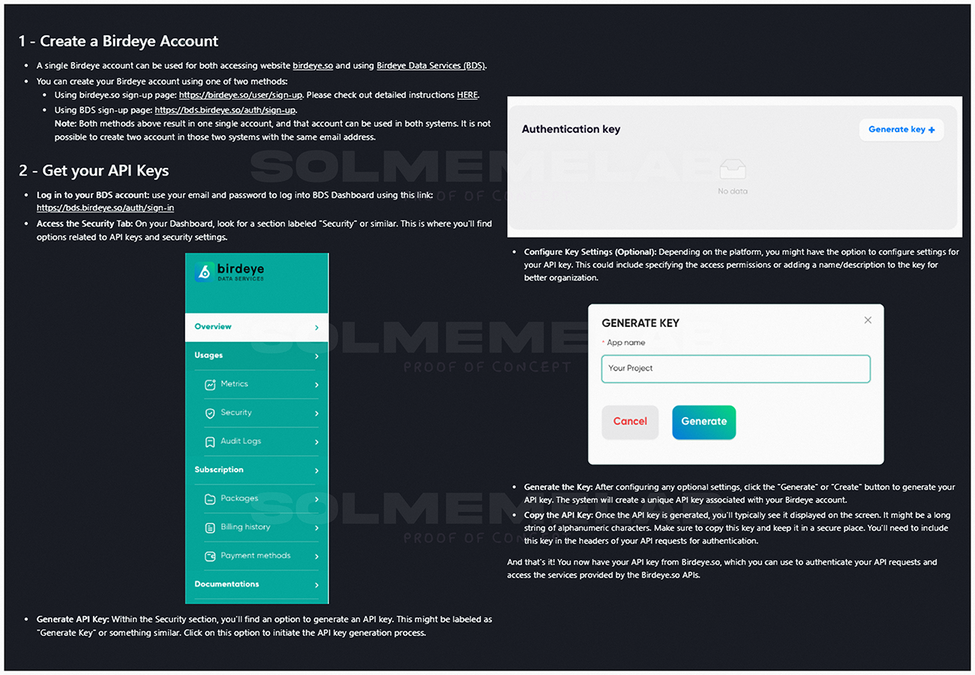 1 - Create a Birdeye Account
• A single Birdeye account can be used for both accessing website birdeye.so and using Birdeye Data Services (BDS).
• You can create your Birdeye account using one of two methods:
• Using birdeye.so sign-up page: https://birdeye.so/user/sign-up. Please check out detailed instructions HERE.
• Using BDS sign-up page: https://bds.birdeye.so/auth/sign-up.
Note: Both methods above result in one single account, and that account can be used in both systems. It is not
possible to create two account in those two systems with the same email address.
2 - Get your API Keys
• Log in to your BDS account: use your email and password to log into BDS Dashboard using this link:
https://bds.birdeye.so/auth/sign-in
• Access the Security Tab: On your Dashboard, look for a section labeled "Security" or similar. This is where you'll find
options related to API keys and security settings.
birdeye
DATA SERVICES
Overview
Usages
Metrics
Security
Audit Logs
Subscription
Packages
Billing history
Payment methods
Documentations
• Generate API Key: Within the Security section, you'll find an option to generate an API key. This might be labeled as
"Generate Key" or something similar. Click on this option to initiate the API key generation process.
Authentication key
Generate key +
No data
• Configure Key Settings (Optional): Depending on the platform, you might have the option to configure settings for
your API key. This could include specifying the access permissions or adding a name/description to the key for
better organization.
GENERATE KEY
* App name
Your Project
Cancel
Generate
• Generate the Key: After configuring any optional settings, click the "Generate" or "Create" button to generate your
API key. The system will create a unique API key associated with your Birdeye account.
• Copy the API Key: Once the API key is generated, you'll typically see it displayed on the screen. It might be a long
string of alphanumeric characters. Make sure to copy this key and keep it in a secure place. You'll need to include
this key in the headers of your API requests for authentication.
And that's it! You now have your API key from Birdeye.so, which you can use to authenticate your API requests and
access the services provided by the Birdeye.so APIs.
SOLMEMELAB
PROOF OF CONCEPT
SOLMEMELAB
PROOF OF CONCEPT
SOLMEMELAB
PROOF OF CONCEPT